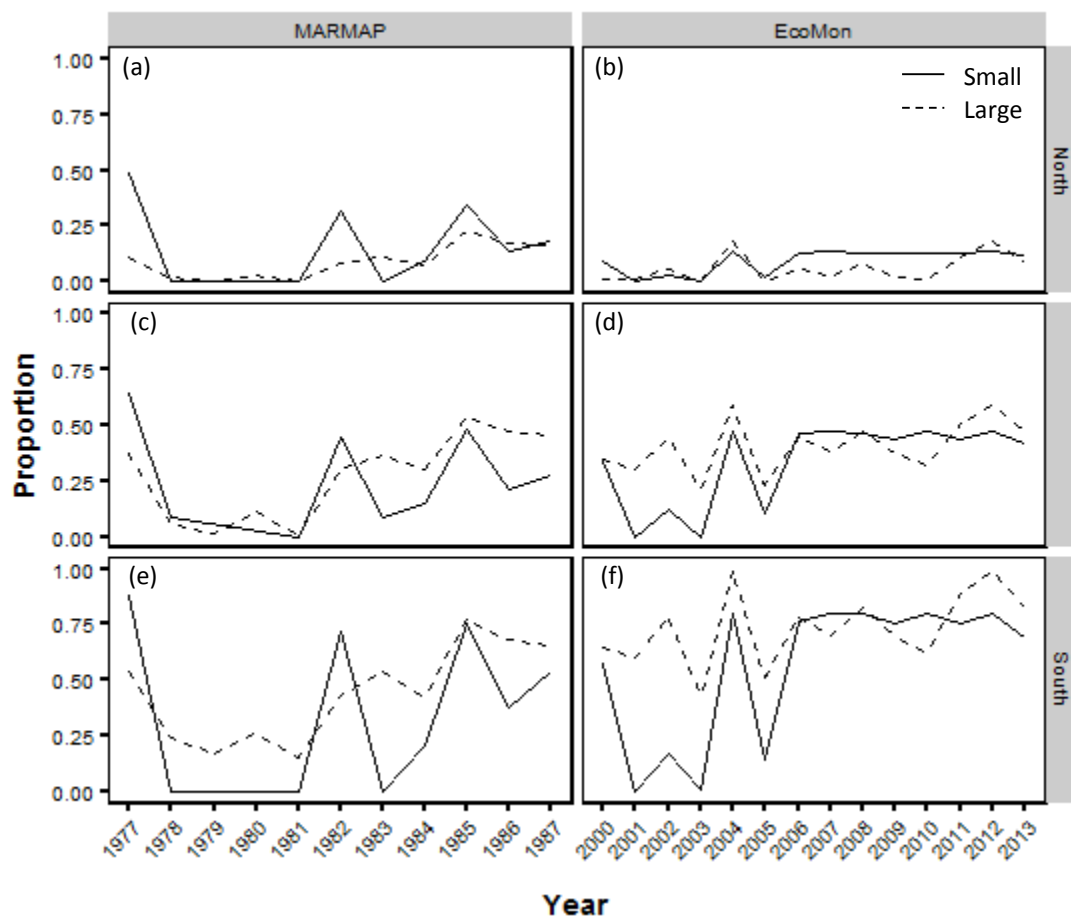 MARMAP EcoMon
(a) (b)
Small
Large
1.00
0.75
0.50
0.25
0.00
North
(c) (d)
1.00
0.75
0.50
0.25
0.00
Proportion
(e) (f)
1.00
0.75
0.50
0.25
0.00
South
1977 1978 1979 1980 1981 1982 1983 1984 1985 1986 1987 2000 2001 2002 2003 2004 2005 2006 2007 2008 2009 2010 2011 2012 2013
Year